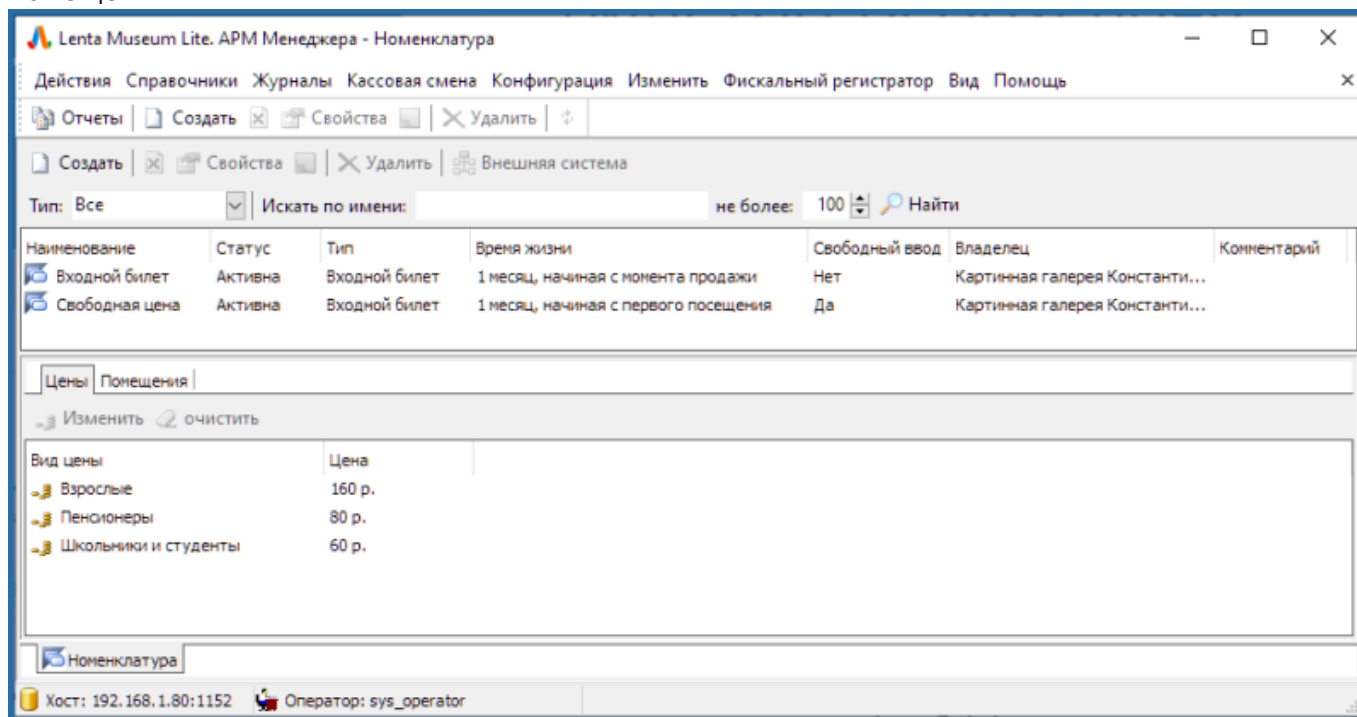 Lenta Museum Lite. АРМ Менеджера - Номенклатура
Действия Справочники Журналы Кассовая смена Конфигурация Изменить Фискальный регистратор Вид Помощь
Отчеты Создать Свойства Удалить
Создать Свойства Удалить Внешняя система
Тип: Все Искать по имени: не более: 100 Найти
Наименование Статус Тип Время жизни Свободный ввод Владелец Комментарий
Входной билет Активна Входной билет 1 месяц, начиная с момента продажи Нет Картинная галерея Константи...
Свободная цена Активна Входной билет 1 месяц, начиная с первого посещения Да Картинная галерея Константи...
Цены Помещения
Изменить очистить
Вид цены Цена
Взрослые 160 р.
Пенсионеры 80 р.
Школьники и студенты 60 р.
Номенклатура
Хост: 192.168.1.80:1152 Оператор: sys_operator